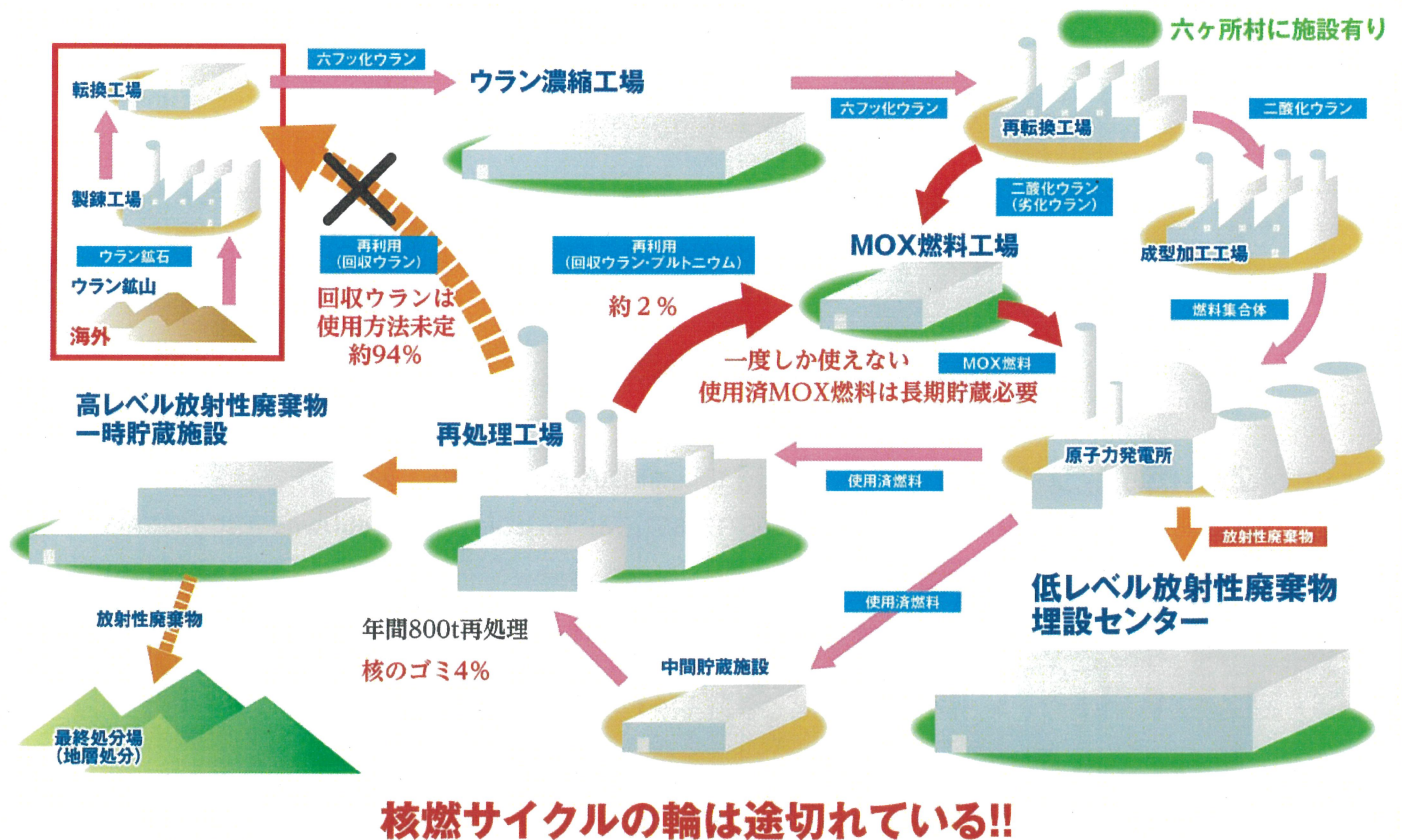 六ヶ所村に施設有り
転換工場
六フッ化ウラン
ウラン濃縮工場
六フッ化ウラン
再転換工場
二酸化ウラン
製錬工場
二酸化ウラン
(劣化ウラン)
ウラン鉱石
ウラン鉱山
海外
再利用
(回収ウラン)
回収ウランは
使用方法未定
約94%
再利用
(回収ウラン・プルトニウム)
約2%
MOX燃料工場
成型加工工場
燃料集合体
MOX燃料
一度しか使えない
使用済MOX燃料は長期貯蔵必要
高レベル放射性廃棄物
一時貯蔵施設
再処理工場
原子力発電所
使用済燃料
放射性廃棄物
低レベル放射性廃棄物
埋設センター
使用済燃料
放射性廃棄物
年間800t再処理
核のゴミ4%
中間貯蔵施設
最終処分場
(地層処分)
核燃サイクルの輪は途切れている!!